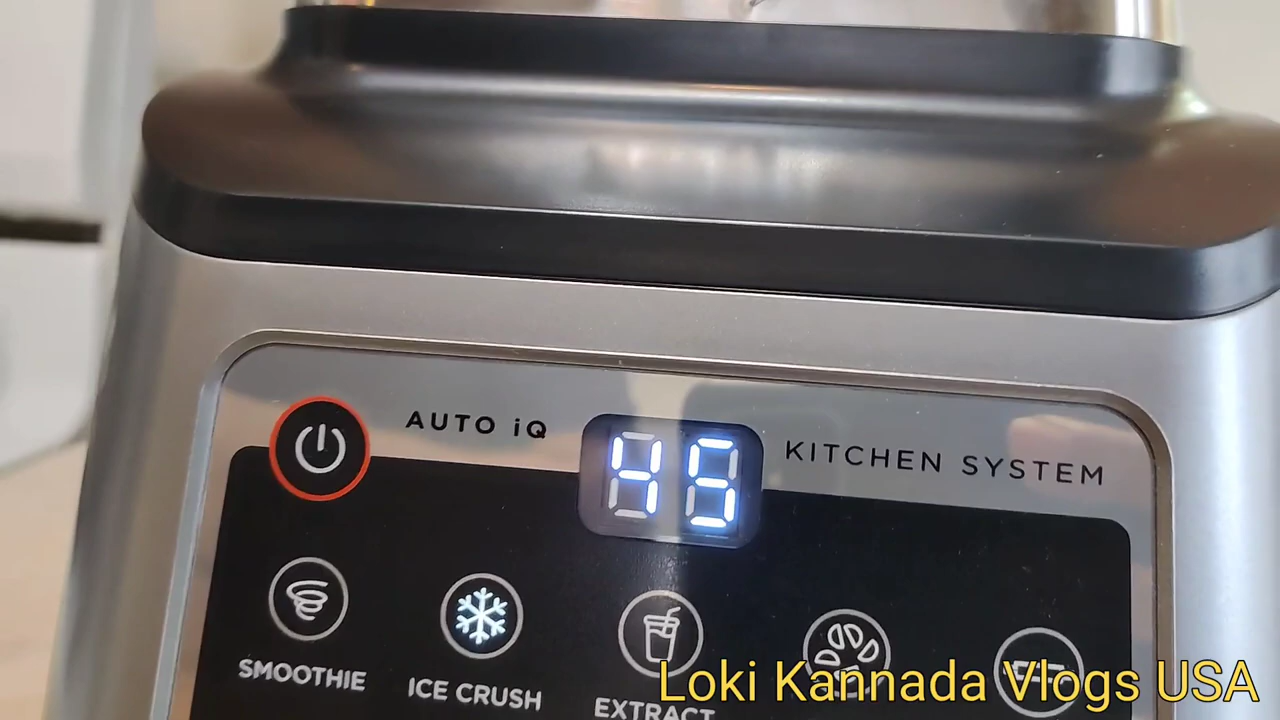 AUTO iQ
45
KITCHEN SYSTEM
SMOOTHIE
ICE CRUSH
EXTRACT
Loki Kannada Vlogs USA